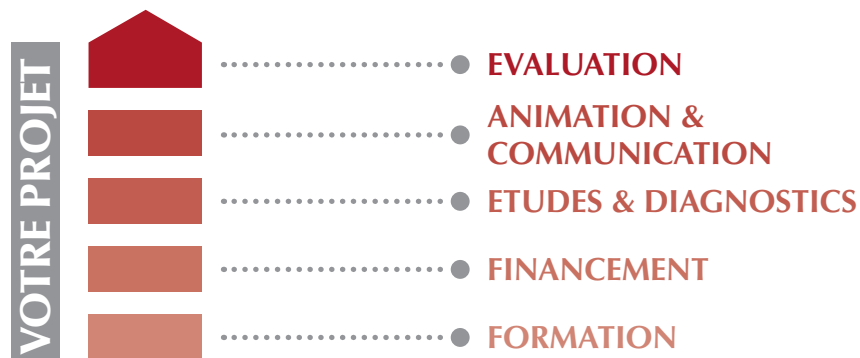 VOTRE PROJET
EVALUATION
ANIMATION &
COMMUNICATION
ETUDES & DIAGNOSTICS
FINANCEMENT
FORMATION